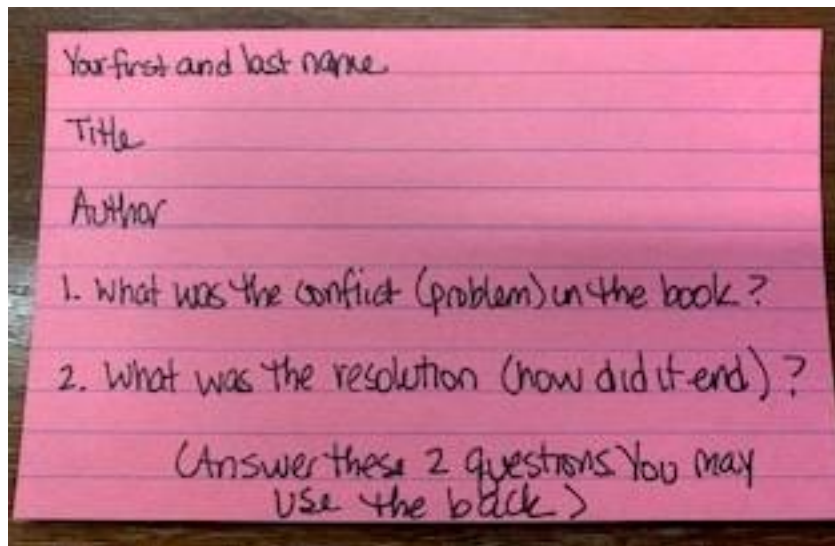 Your first and last name
Title
Author
1. What was the conflict (problem) in the book?
2. What was the resolution (how did it end)?
(Answer these 2 questions. You may
use the back)